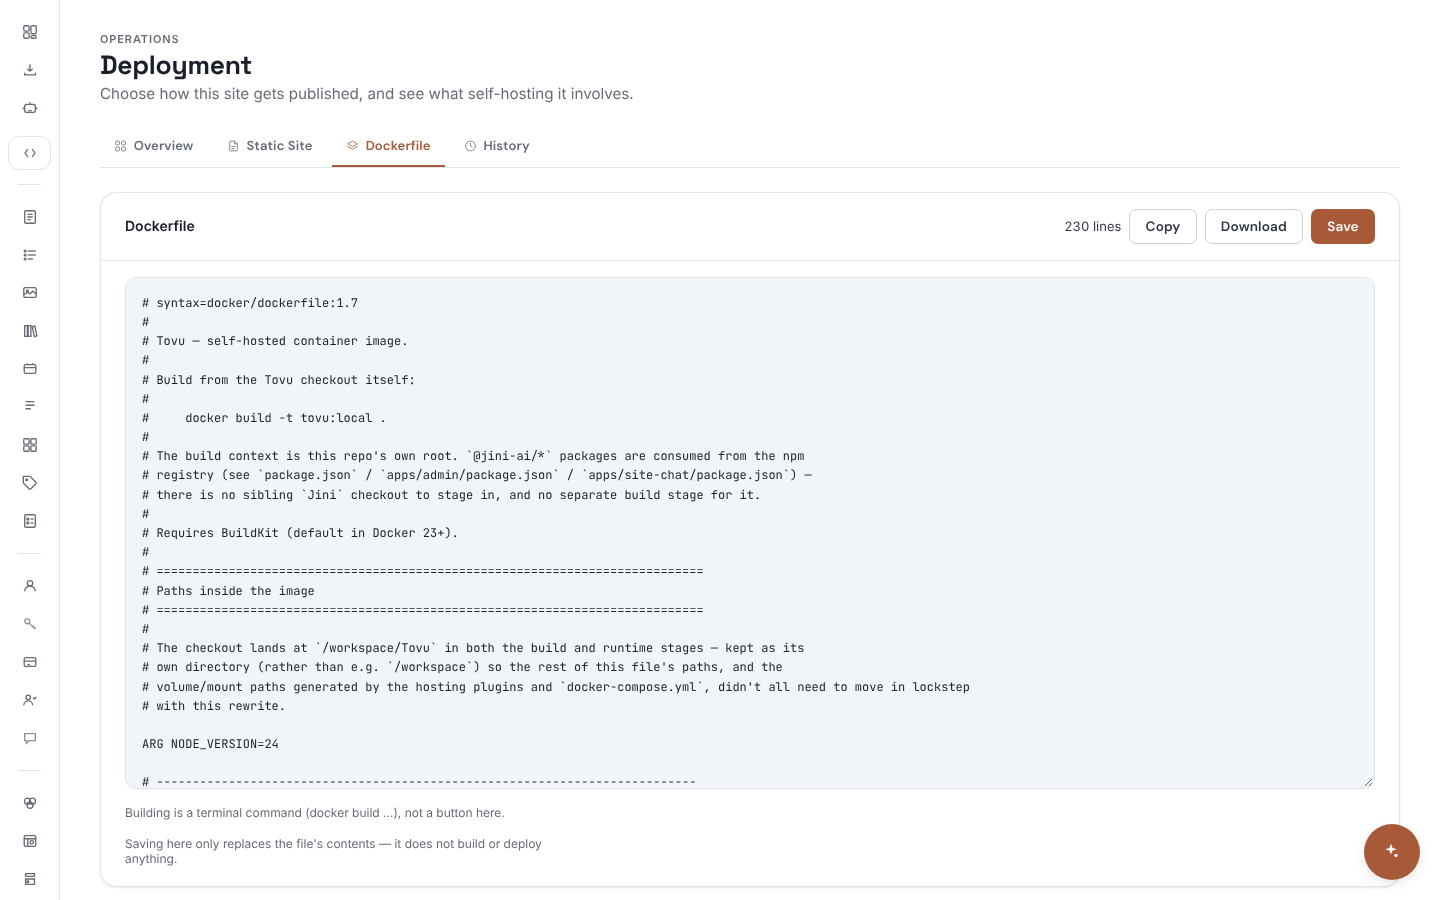 OPERATIONS
Deployment
Choose how this site gets published, and see what self-hosting it involves.
Overview
Static Site
Dockerfile
History
Dockerfile
230 lines
Copy
Download
Save
# syntax=docker/dockerfile:1.7
#
# Tovu — self-hosted container image.
#
# Build from the Tovu checkout itself:
#
#     docker build -t tovu:local .
#
# The build context is this repo's own root. `@jini-ai/*` packages are consumed from the npm
# registry (see `package.json` / `apps/admin/package.json` / `apps/site-chat/package.json`) —
# there is no sibling `Jini` checkout to stage in, and no separate build stage for it.
#
# Requires BuildKit (default in Docker 23+).
#
# ============================================================================
# Paths inside the image
# ============================================================================
#
# The checkout lands at `/workspace/Tovu` in both the build and runtime stages — kept as its
# own directory (rather than e.g. `/workspace`) so the rest of this file's paths, and the
# volume/mount paths generated by the hosting plugins and `docker-compose.yml`, didn't all need to move in lockstep
# with this rewrite.
ARG NODE_VERSION=24
# ---------------------------------------------------------------------------
Building is a terminal command (docker build ...), not a button here.
Saving here only replaces the file's contents — it does not build or deploy
anything.